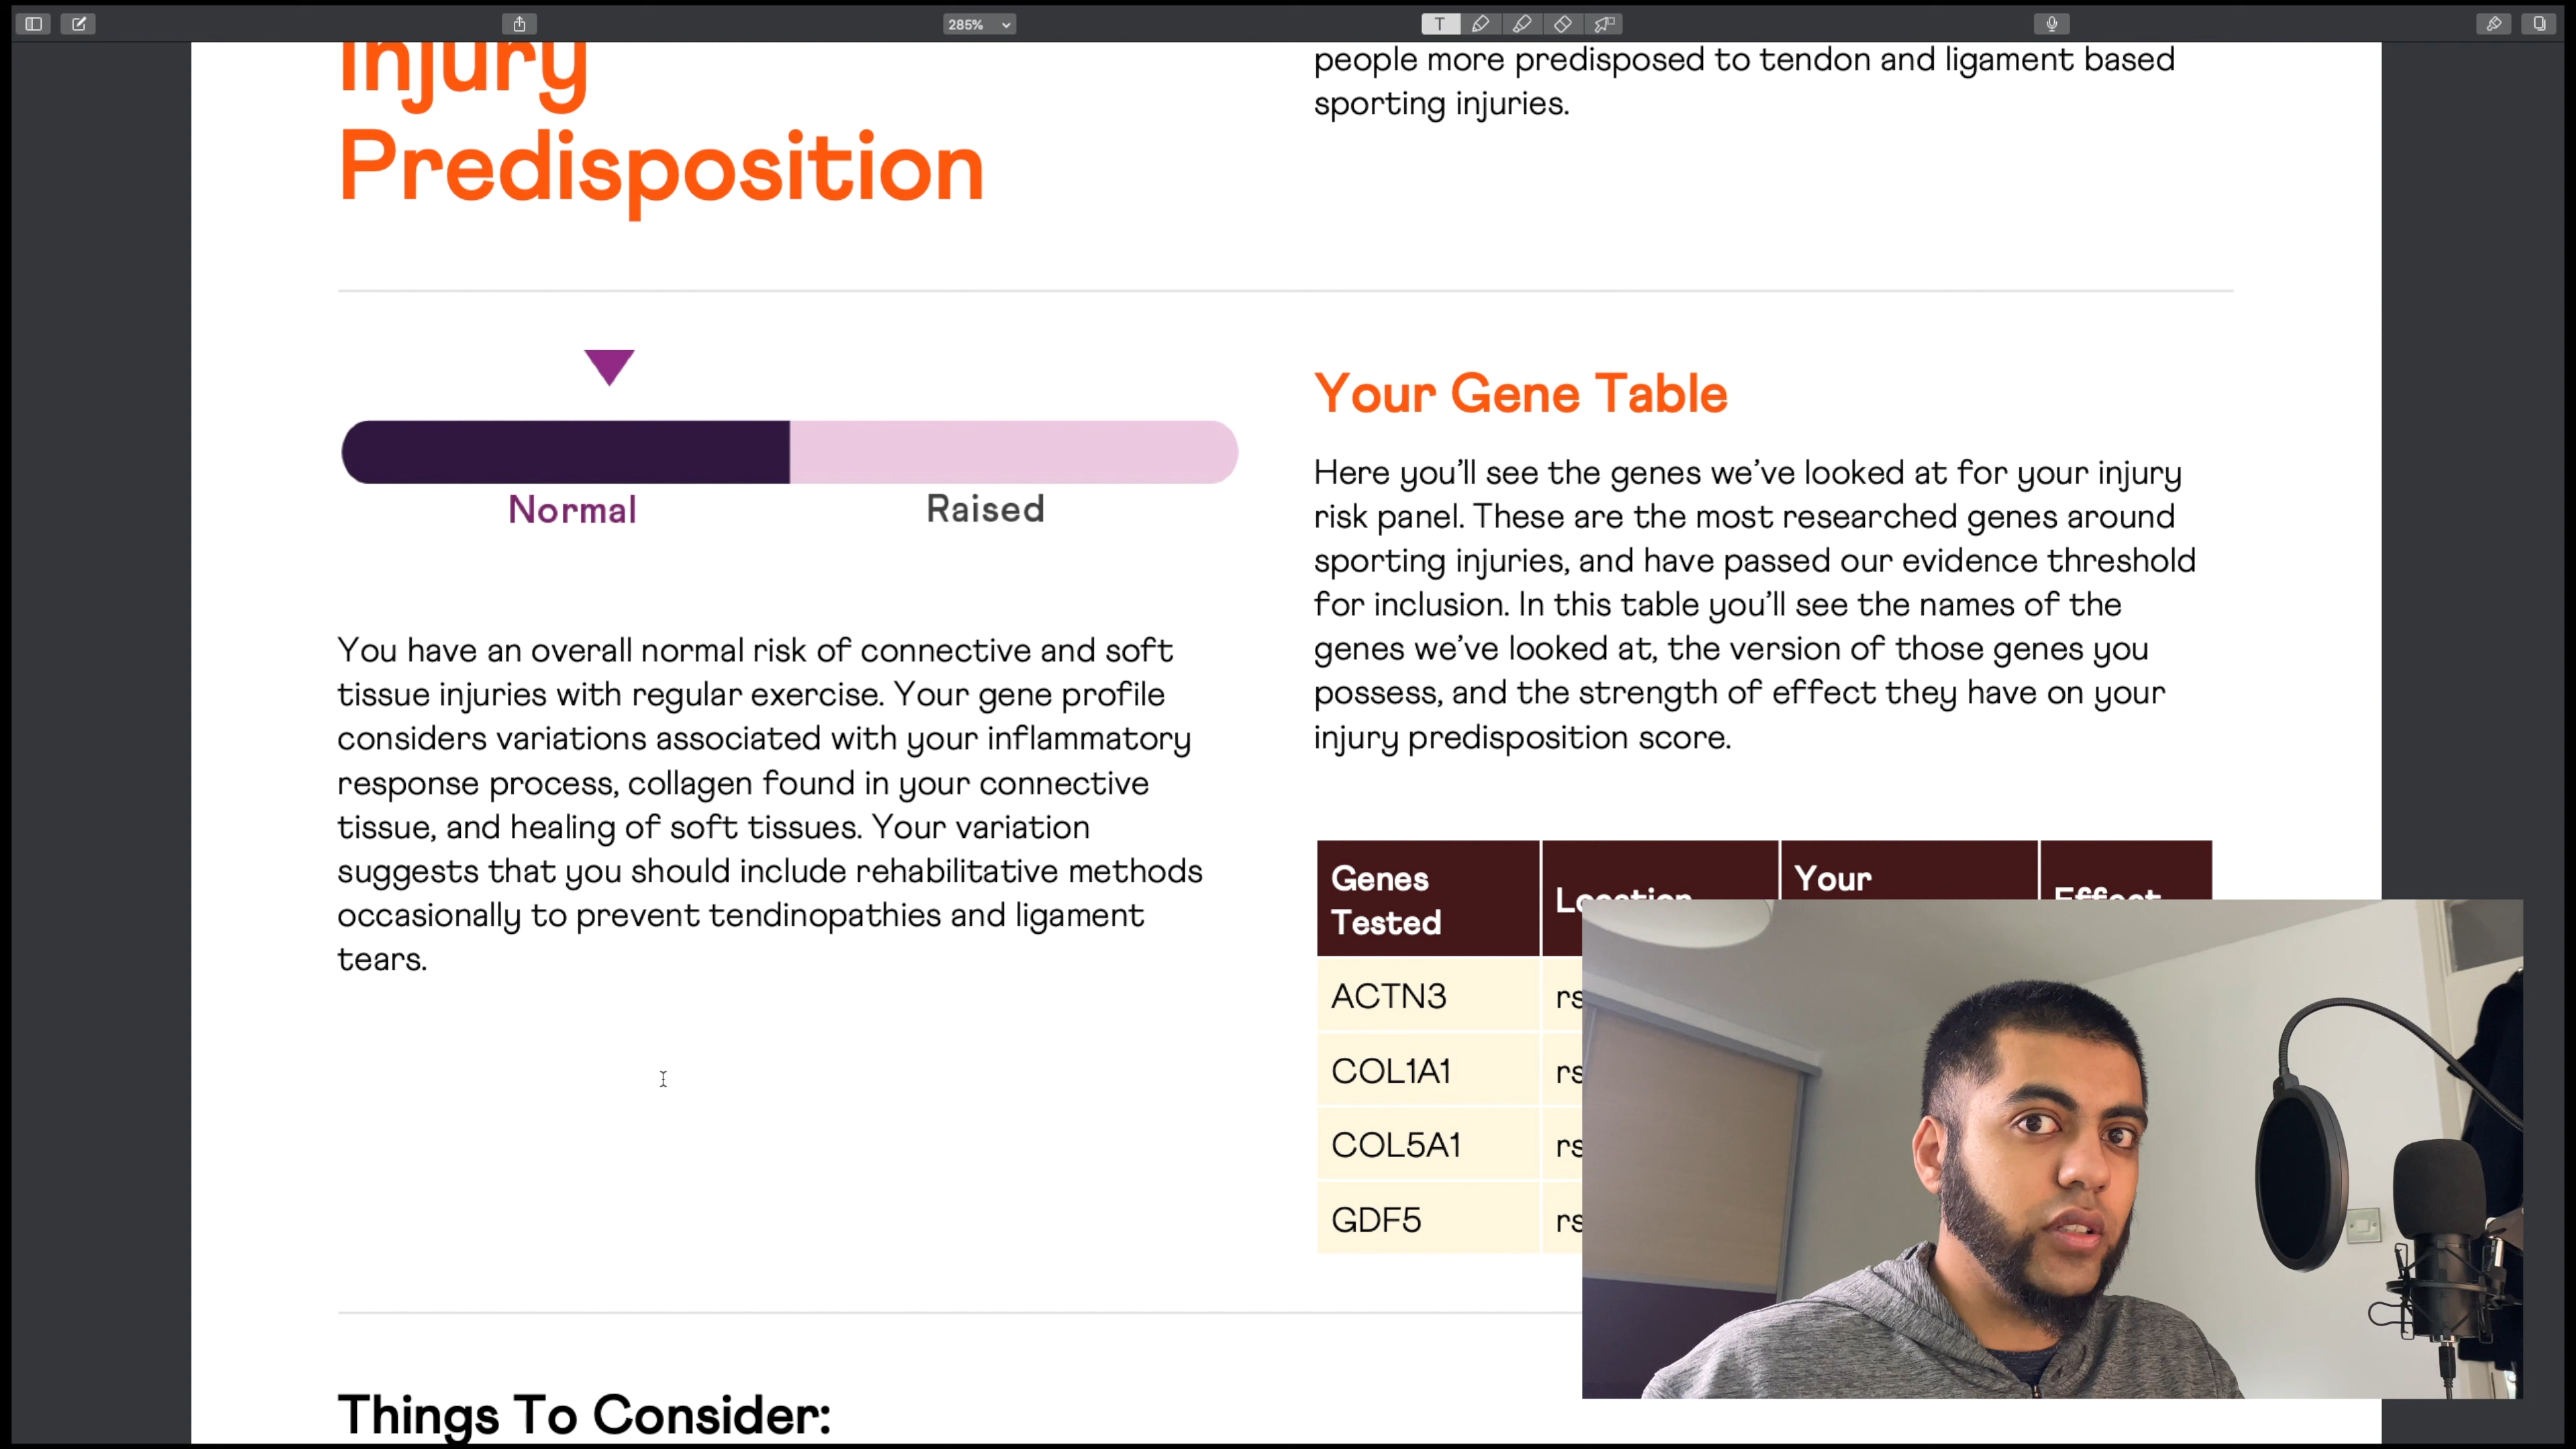 285%
T
Injury
Predisposition
people more predisposed to tendon and ligament based
sporting injuries.
Normal
Raised
You have an overall normal risk of connective and soft
tissue injuries with regular exercise. Your gene profile
considers variations associated with your inflammatory
response process, collagen found in your connective
tissue, and healing of soft tissues. Your variation
suggests that you should include rehabilitative methods
occasionally to prevent tendinopathies and ligament
tears.
Your Gene Table
Here you'll see the genes we've looked at for your injury
risk panel. These are the most researched genes around
sporting injuries, and have passed our evidence threshold
for inclusion. In this table you'll see the names of the
genes we've looked at, the version of those genes you
possess, and the strength of effect they have on your
injury predisposition score.
Genes
Tested
Location
Your
Effect
ACTN3
rs
COL1A1
rs
COL5A1
rs
GDF5
rs
Things To Consider: